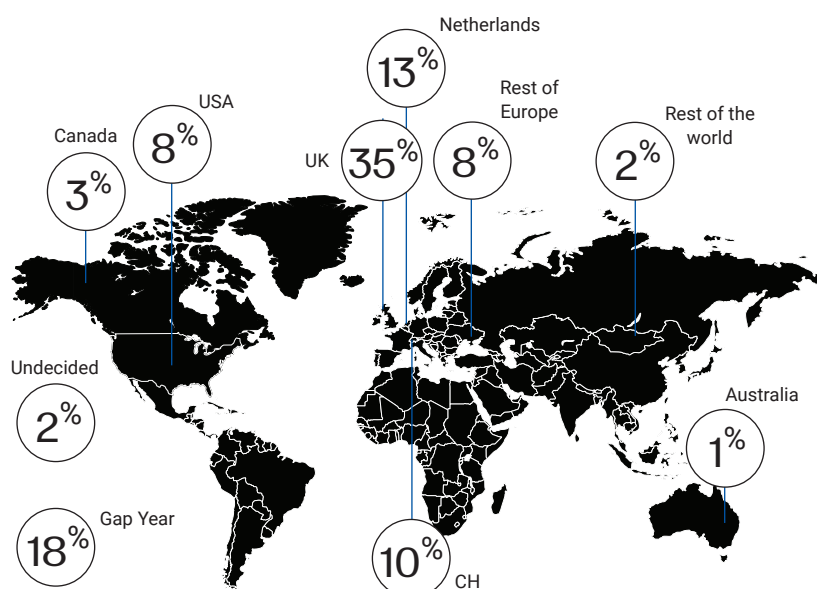 Netherlands
13%
USA
8%
Rest of
Europe
8%
Rest of the
world
2%
Canada
3%
UK
35%
Undecided
2%
Australia
1%
Gap Year
18%
10%
CH